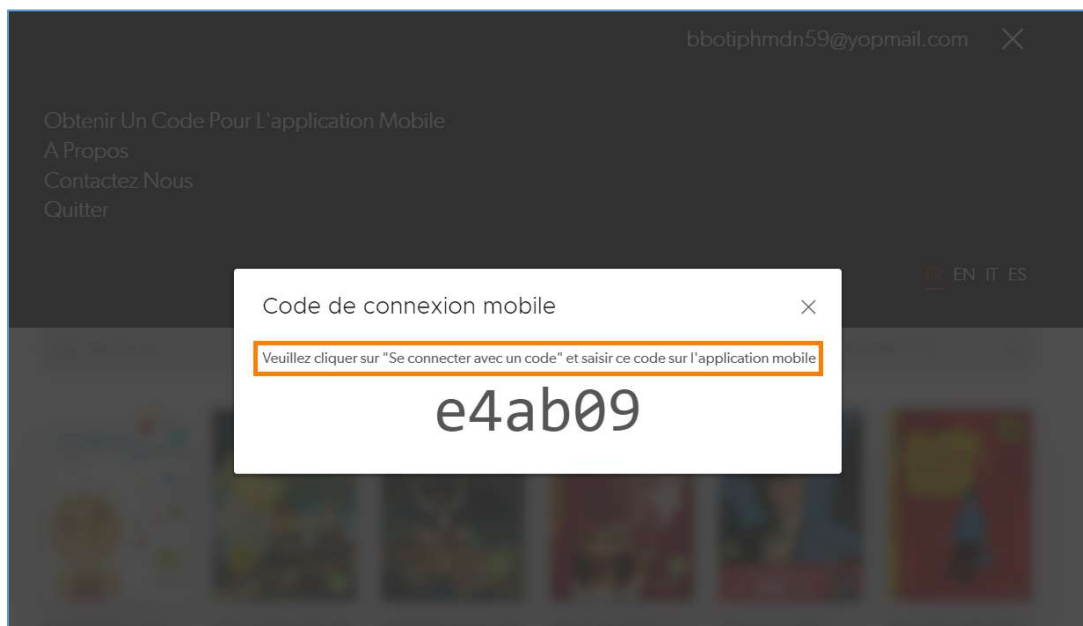 bbotiphmdn59@yopmail.com
Obtenir Un Code Pour L'application Mobile
A Propos
Contactez Nous
Quitter
FR EN IT ES
Code de connexion mobile
Veuillez cliquer sur "Se connecter avec un code" et saisir ce code sur l'application mobile
e4ab09